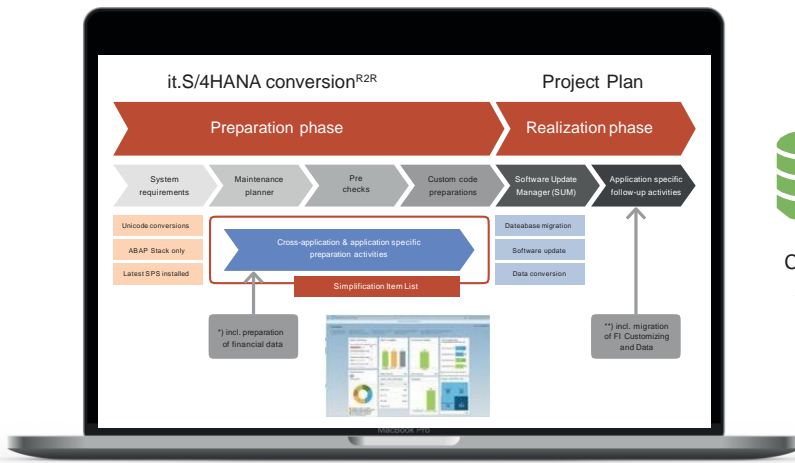 it.S/4HANA conversionR2R
Project Plan
Preparation phase
Realization phase
System
requirements
Maintenance
planner
Pre
checks
Custom code
preparations
Software Update
Manager (SUM)
Application specific
follow-up activities
Unicode conversions
ABAP Stack only
Latest SPS installed
Cross-application & application specific
preparation activities
Simplification Item List
Dateabase migration
Software update
Data conversion
*) incl. preparation
of financial data
**) incl. migration
of FI Customizing
and Data
MacBook Pro